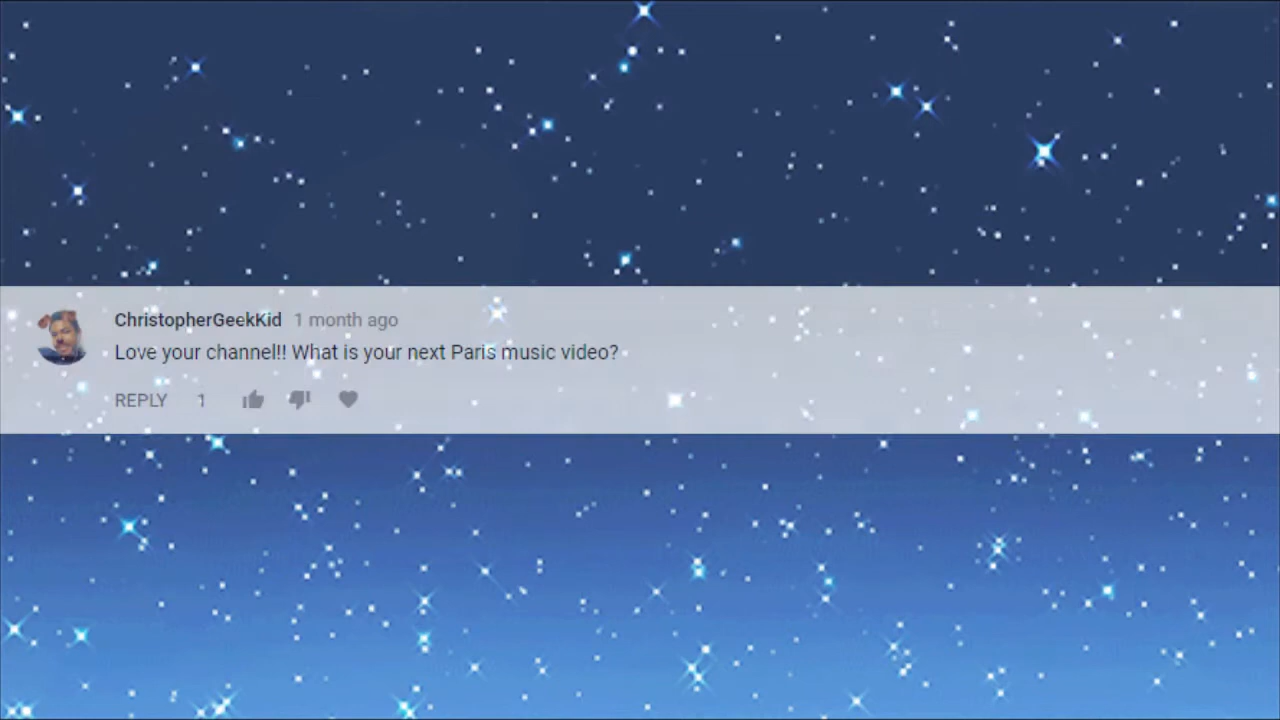 ChristopherGeekKid 1 month ago
Love your channel!! What is your next Paris music video?
REPLY 1